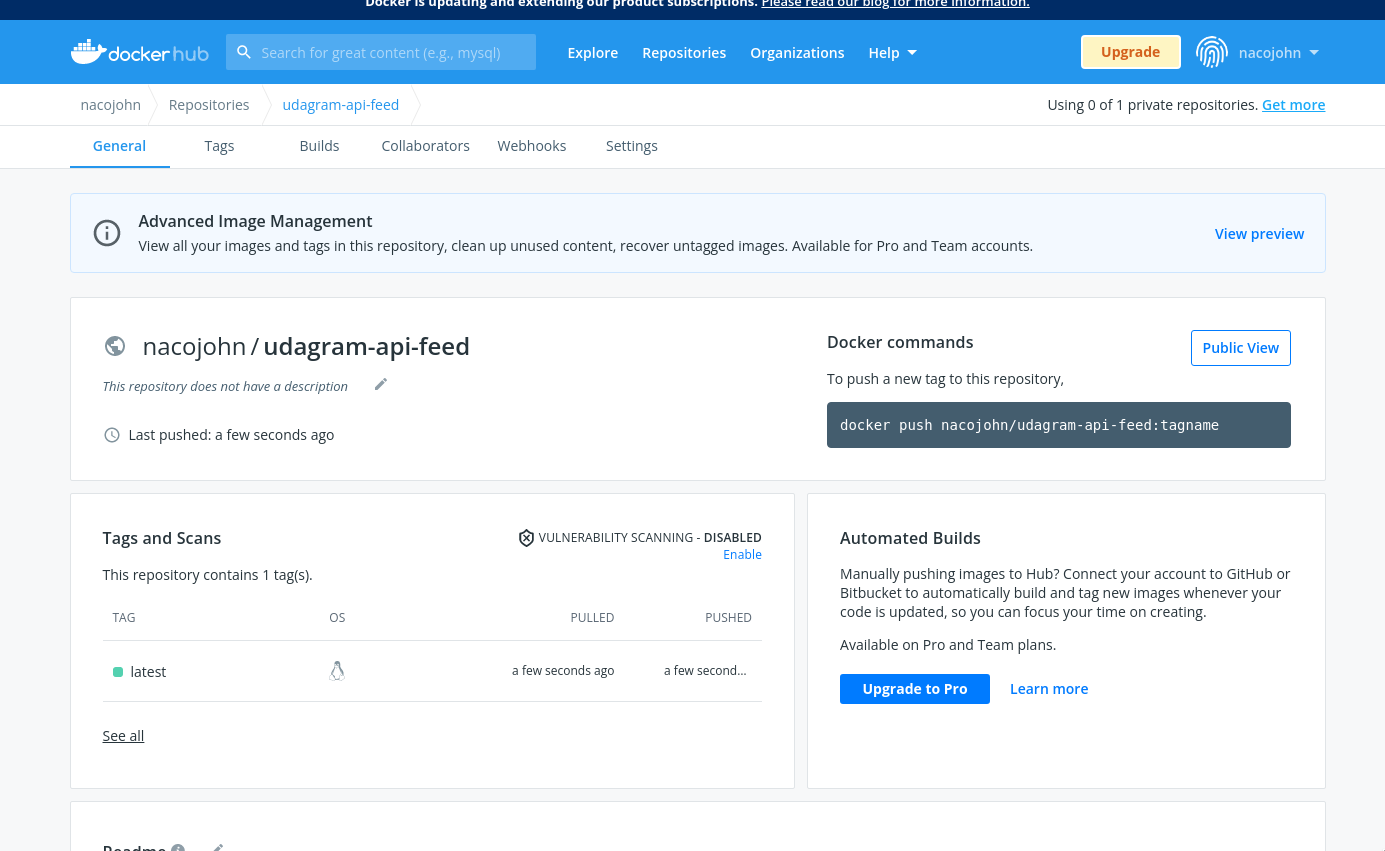 Docker is updating and extending our product subscriptions. Please read our blog for more information.
docker hub
Search for great content (e.g., mysql)
Explore
Repositories
Organizations
Help
Upgrade
nacojohn
nacojohn
Repositories
udagram-api-feed
Using 0 of 1 private repositories. Get more
General
Tags
Builds
Collaborators
Webhooks
Settings
Advanced Image Management
View all your images and tags in this repository, clean up unused content, recover untagged images. Available for Pro and Team accounts.
View preview
nacojohn / udagram-api-feed
This repository does not have a description
Last pushed: a few seconds ago
Docker commands
Public View
To push a new tag to this repository,
docker push nacojohn/udagram-api-feed:tagname
Tags and Scans
VULNERABILITY SCANNING - DISABLED
Enable
This repository contains 1 tag(s).
TAG
OS
PULLED
PUSHED
latest
a few seconds ago
a few second...
See all
Automated Builds
Manually pushing images to Hub? Connect your account to GitHub or
Bitbucket to automatically build and tag new images whenever your
code is updated, so you can focus your time on creating.
Available on Pro and Team plans.
Upgrade to Pro
Learn more
Readme